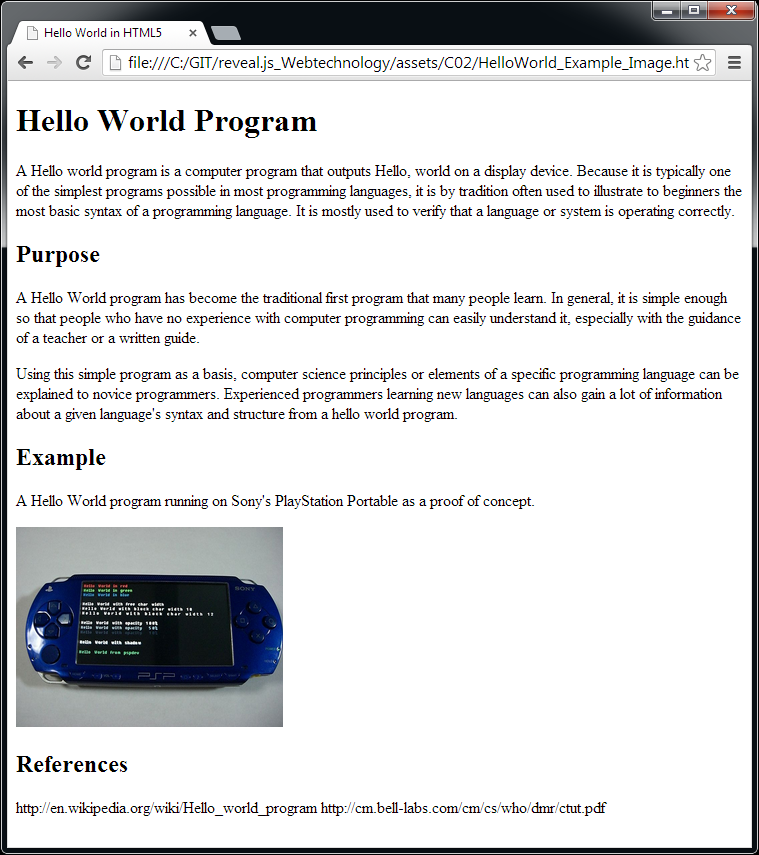 Hello World in HTML5
file:///C:/GIT/reveal.js_Webtechnology/assets/C02/HelloWorld_Example_Image.ht
Hello World Program
A Hello world program is a computer program that outputs Hello, world on a display device. Because it is typically one
of the simplest programs possible in most programming languages, it is by tradition often used to illustrate to beginners the
most basic syntax of a programming language. It is mostly used to verify that a language or system is operating correctly.
Purpose
A Hello World program has become the traditional first program that many people learn. In general, it is simple enough
so that people who have no experience with computer programming can easily understand it, especially with the guidance
of a teacher or a written guide.
Using this simple program as a basis, computer science principles or elements of a specific programming language can be
explained to novice programmers. Experienced programmers learning new languages can also gain a lot of information
about a given language's syntax and structure from a hello world program.
Example
A Hello World program running on Sony's PlayStation Portable as a proof of concept.
Hello World in red
Hello World in green
Hello World in blue
Hello World with free char width
Hello World with block char width 10
Hello World with block char width 12
Hello World with opacity 100%
Hello World with opacity 50%
Hello World with shadow
Hello World from pspdev
SONY
PSP
References
http://en.wikipedia.org/wiki/Hello_world_program http://cm.bell-labs.com/cm/cs/who/dmr/ctut.pdf